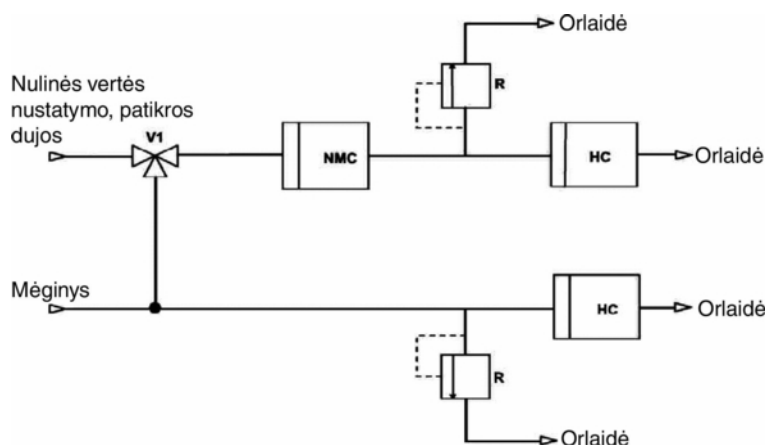 Orlaidė
Nulinės vertės
nustatymo, patikros
dujos
V1
R
NMC
HC
Orlaidė
Mėginys
HC
Orlaidė
R
Orlaidė